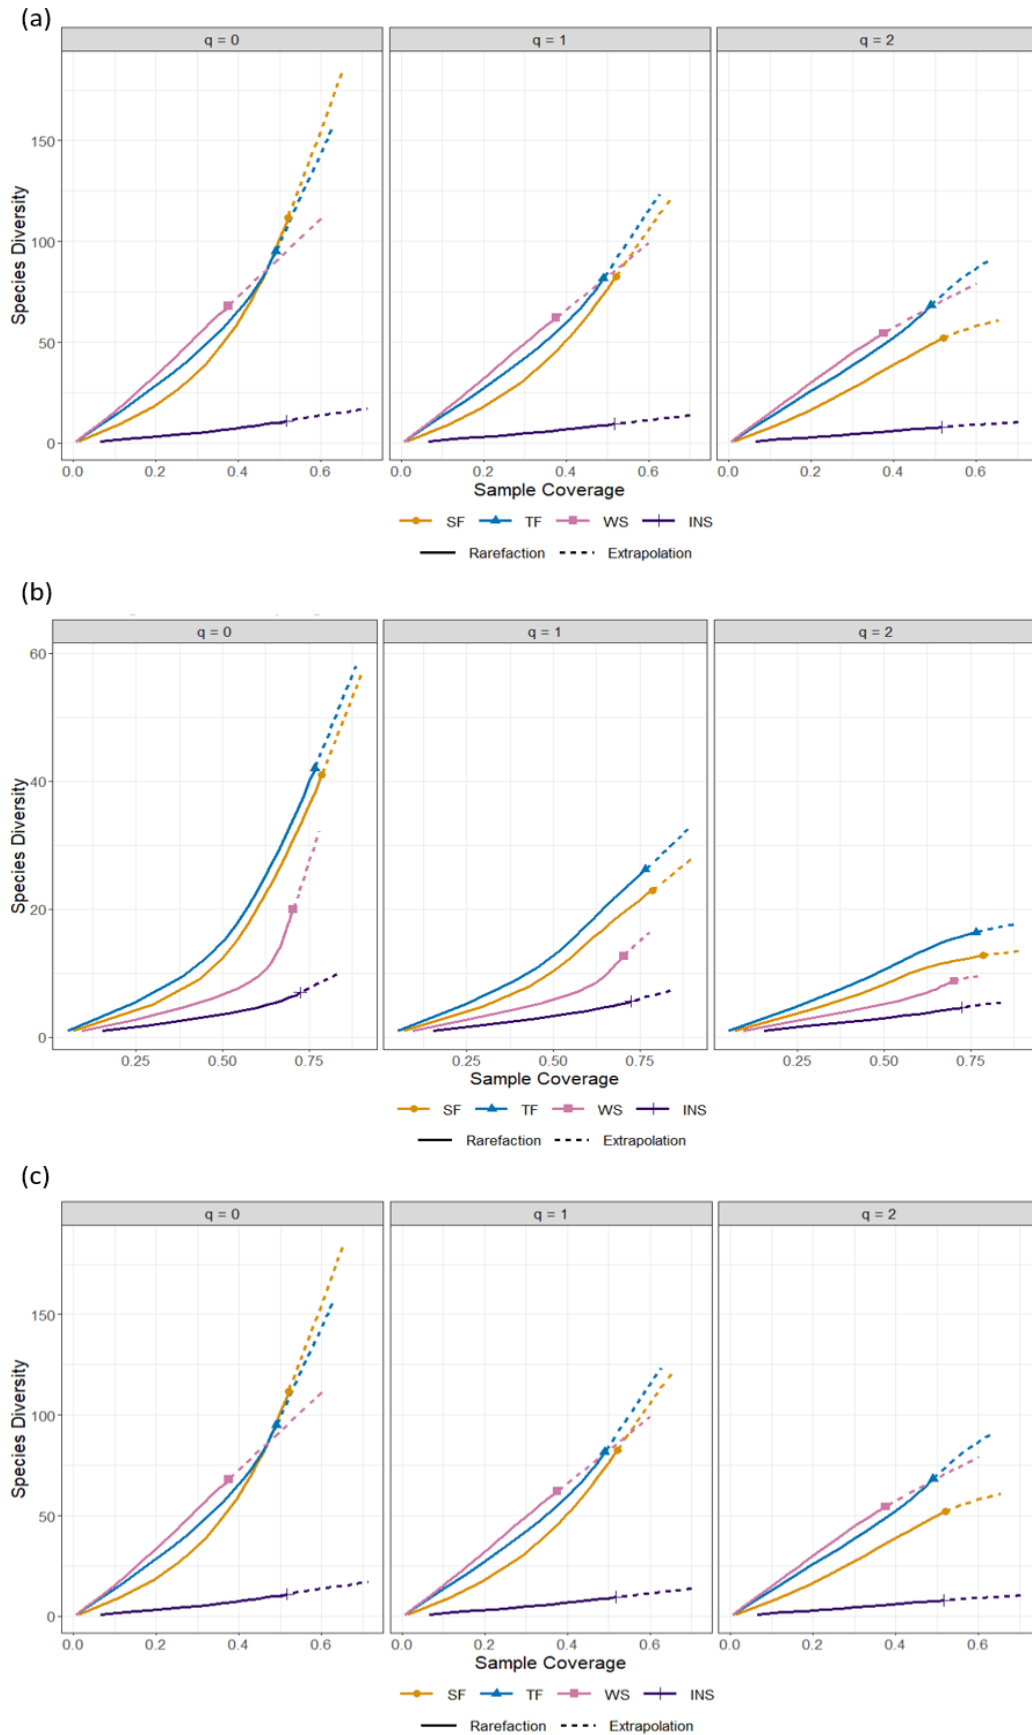 (a)
q = 0 q = 1 q = 2
150
100
50
0
Species Diversity
0.0 0.2 0.4 0.6 0.0 0.2 0.4 0.6 0.0 0.2 0.4 0.6
Sample Coverage
SF TF WS INS
Rarefaction Extrapolation
(b)
q = 0 q = 1 q = 2
60
40
20
0
Species Diversity
0.25 0.50 0.75 0.25 0.50 0.75 0.25 0.50 0.75
Sample Coverage
SF TF WS INS
Rarefaction Extrapolation
(c)
q = 0 q = 1 q = 2
150
100
50
0
Species Diversity
0.0 0.2 0.4 0.6 0.0 0.2 0.4 0.6 0.0 0.2 0.4 0.6
Sample Coverage
SF TF WS INS
Rarefaction Extrapolation